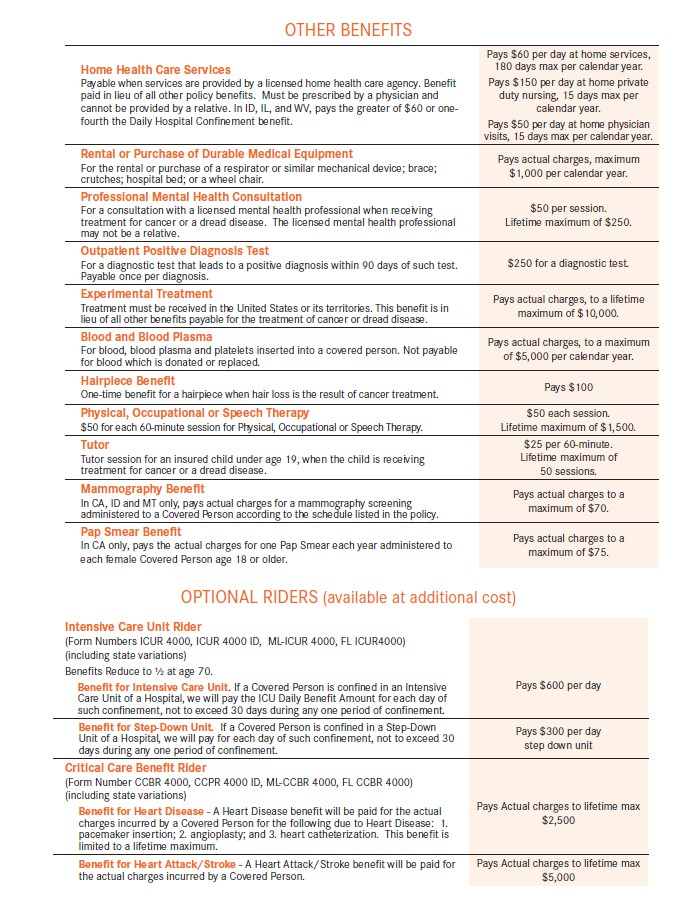 OTHER BENEFITS
Home Health Care Services
Payable when services are provided by a licensed home health care agency. Benefit
paid in lieu of all other policy benefits.  Must be prescribed by a physician and
cannot be provided by a relative. In ID, IL, and WV, pays the greater of $60 or one-
fourth the Daily Hospital Confinement benefit.
Pays $60 per day at home services,
180 days max per calendar year.
Pays $150 per day at home private
duty nursing, 15 days max per
calendar year.
Pays $50 per day at home physician
visits, 15 days max per calendar year.
Rental or Purchase of Durable Medical Equipment
For the rental or purchase of a respirator or similar mechanical device; brace;
crutches; hospital bed; or a wheel chair.
Pays actual charges, maximum
$1,000 per calendar year.
Professional Mental Health Consultation
For a consultation with a licensed mental health professional when receiving
treatment for cancer or a dread disease.  The licensed mental health professional
may not be a relative.
$50 per session.
Lifetime maximum of $250.
Outpatient Positive Diagnosis Test
For a diagnostic test that leads to a positive diagnosis within 90 days of such test.
Payable once per diagnosis.
$250 for a diagnostic test.
Experimental Treatment
Treatment must be received in the United States or its territories. This benefit is in
lieu of all other benefits payable for the treatment of cancer or dread disease.
Pays actual charges, to a lifetime
maximum of $10,000.
Blood and Blood Plasma
For blood, blood plasma and platelets inserted into a covered person. Not payable
for blood which is donated or replaced.
Pays actual charges, to a maximum
of $5,000 per calendar year.
Hairpiece Benefit
One-time benefit for a hairpiece when hair loss is the result of cancer treatment.
Pays $100
Physical, Occupational or Speech Therapy
$50 for each 60-minute session for Physical, Occupational or Speech Therapy.
$50 each session.
Lifetime maximum of $1,500.
Tutor
Tutor session for an insured child under age 19, when the child is receiving
treatment for cancer or a dread disease.
$25 per 60-minute.
Lifetime maximum of
50 sessions.
Mammography Benefit
In CA, ID and MT only, pays actual charges for a mammography screening
administered to a Covered Person according to the schedule listed in the policy.
Pays actual charges to a
maximum of $70.
Pap Smear Benefit
In CA only, pays the actual charges for one Pap Smear each year administered to
each female Covered Person age 18 or older.
Pays actual charges to a
maximum of $75.
OPTIONAL RIDERS (available at additional cost)
Intensive Care Unit Rider
(Form Numbers ICUR 4000, ICUR 4000 ID,  ML-ICUR 4000, FL ICUR4000)
(including state variations)
Benefits Reduce to ½ at age 70.
Benefit for Intensive Care Unit. If a Covered Person is confined in an Intensive
Care Unit of a Hospital, we will pay the ICU Daily Benefit Amount for each day of
such confinement, not to exceed 30 days during any one period of confinement.
Pays $600 per day
Benefit for Step-Down Unit.  If a Covered Person is confined in a Step-Down
Unit of a Hospital, we will pay for each day of such confinement, not to exceed 30
days during any one period of confinement.
Pays $300 per day
step down unit
Critical Care Benefit Rider
(Form Number CCBR 4000, CCPR 4000 ID, ML-CCBR 4000, FL CCBR 4000)
(including state variations)
Benefit for Heart Disease - A Heart Disease benefit will be paid for the actual
charges incurred by a Covered Person for the following due to Heart Disease:  1.
pacemaker insertion; 2. angioplasty; and 3. heart catheterization.  This benefit is
limited to a lifetime maximum.
Pays Actual charges to lifetime max
$2,500
Benefit for Heart Attack/Stroke - A Heart Attack/Stroke benefit will be paid for
the actual charges incurred by a Covered Person.
Pays Actual charges to lifetime max
$5,000